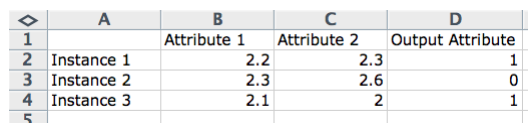 A B C D
1 Attribute 1 Attribute 2 Output Attribute
2 Instance 1 2.2 2.3 1
3 Instance 2 2.3 2.6 0
4 Instance 3 2.1 2 1
5